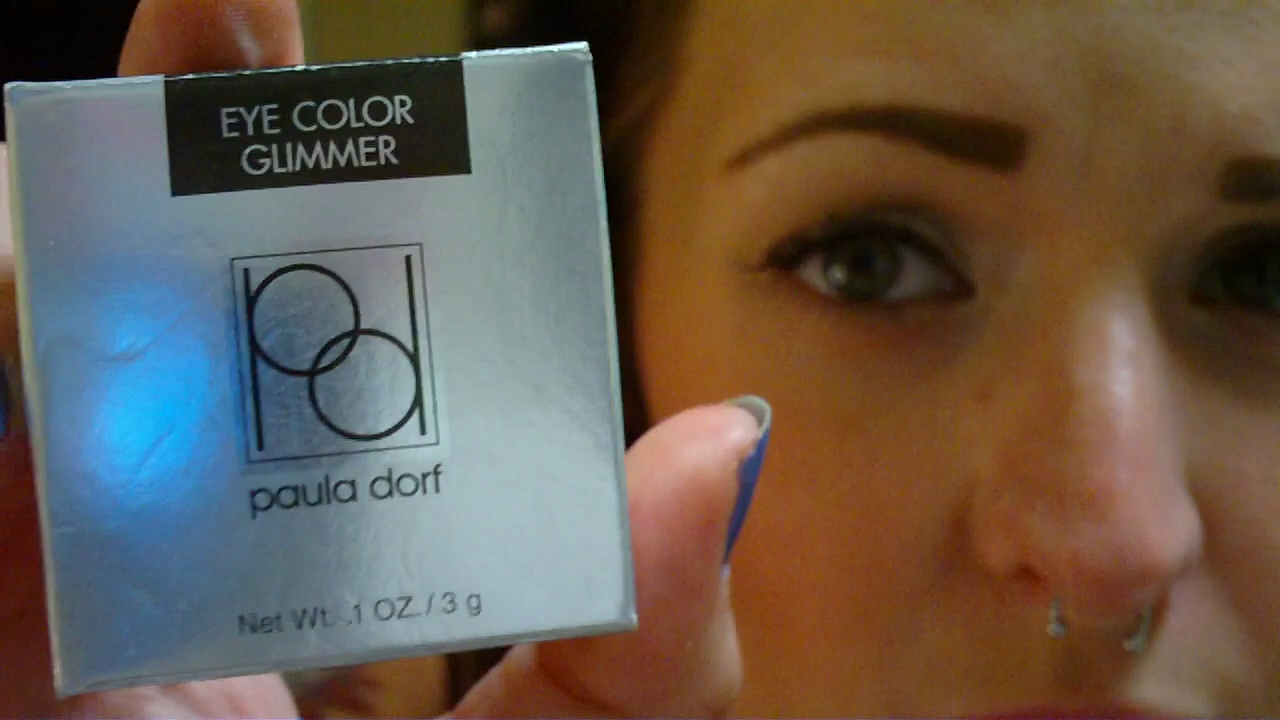 EYE COLOR
GLIMMER
pd
paula dorf
Net Wt. .1 OZ. / 3 g